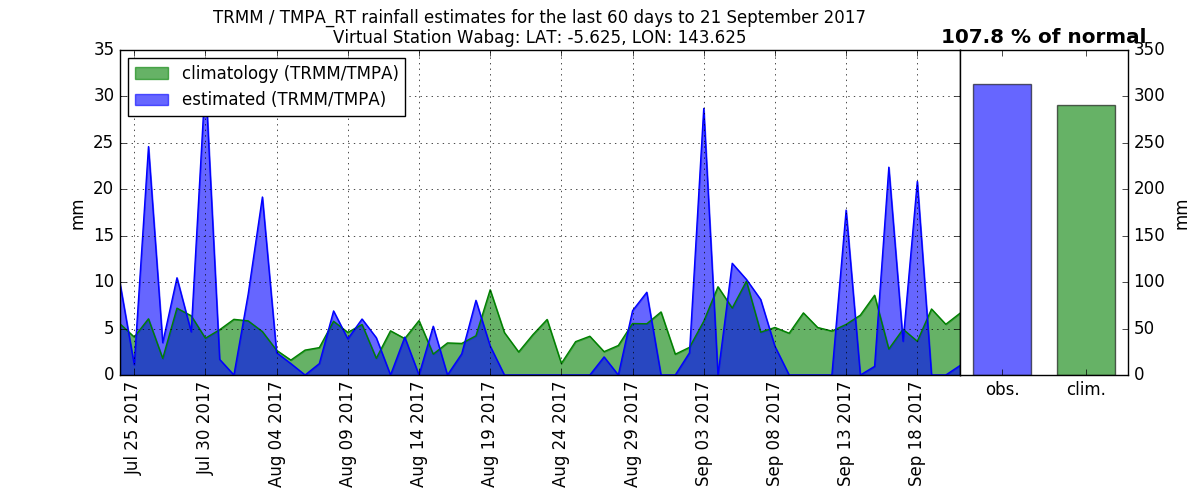 TRMM / TMPA_RT rainfall estimates for the last 60 days to 21 September 2017
Virtual Station Wabag: LAT: -5.625, LON: 143.625
107.8 % of normal
climatology (TRMM/TMPA)
estimated (TRMM/TMPA)
35
30
25
20
15
10
5
0
mm
350
300
250
200
150
100
50
0
mm
Jul 25 2017
Jul 30 2017
Aug 04 2017
Aug 09 2017
Aug 14 2017
Aug 19 2017
Aug 24 2017
Aug 29 2017
Sep 03 2017
Sep 08 2017
Sep 13 2017
Sep 18 2017
obs.
clim.